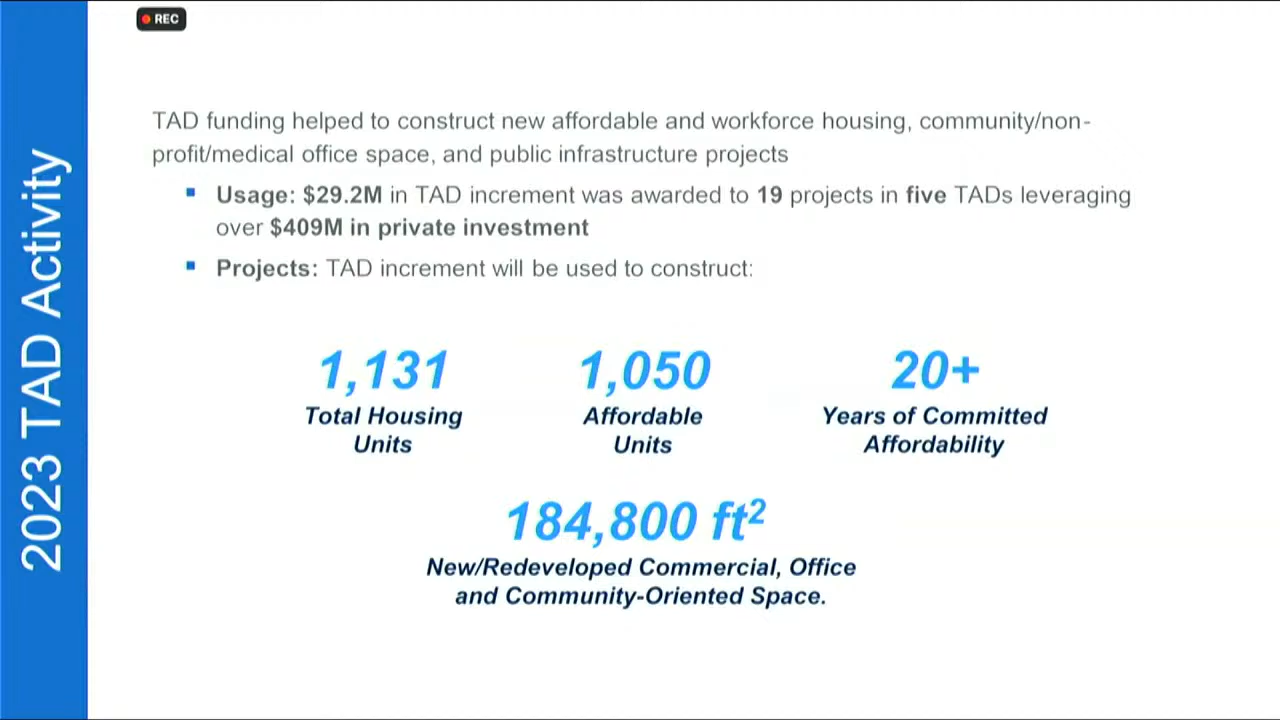 REC
2023 TAD Activity
TAD funding helped to construct new affordable and workforce housing, community/non-
profit/medical office space, and public infrastructure projects
▪ Usage: $29.2M in TAD increment was awarded to 19 projects in five TADs leveraging
over $409M in private investment
▪ Projects: TAD increment will be used to construct:
1,131
Total Housing
Units
1,050
Affordable
Units
20+
Years of Committed
Affordability
184,800 ft²
New/Redeveloped Commercial, Office
and Community-Oriented Space.